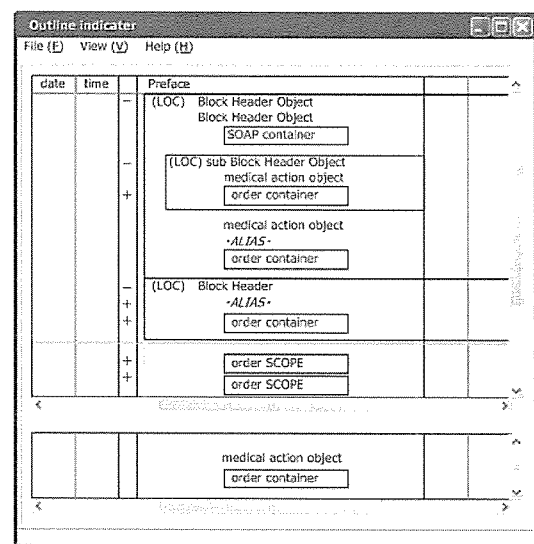 Outline indicater
File (F) View (V) Help (H)
date time Preface
− (LOC) Block Header Object
Block Header Object
SOAP container
− (LOC) sub Block Header Object
medical action object
+ order container
medical action object
·ALIAS·
order container
− (LOC) Block Header
+ ·ALIAS·
+ order container
+ order SCOPE
+ order SCOPE
medical action object
order container